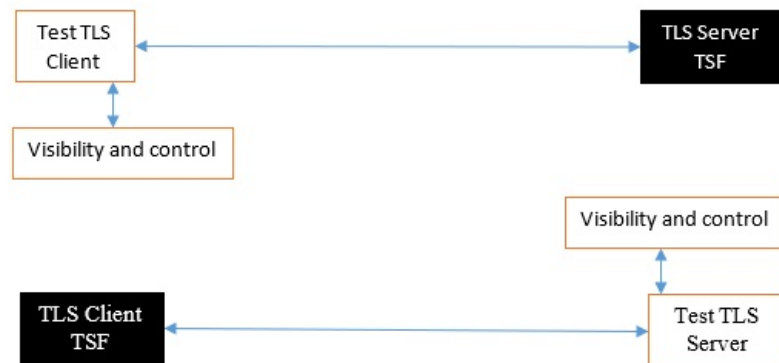 Test TLS
Client
TLS Server
TSF
Visibility and control
Visibility and control
TLS Client
TSF
Test TLS
Server